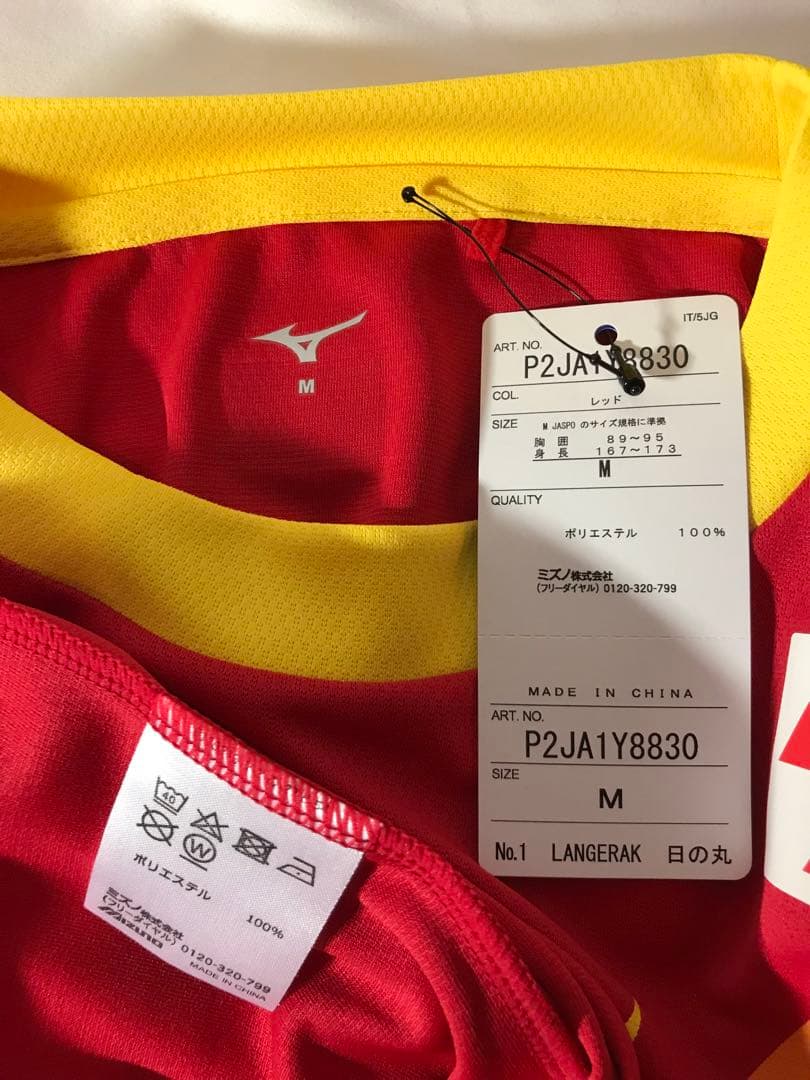 M
IT/5JG
ART. NO.
P2JA1Y8830
COL.
レッド
SIZE
M JASPO のサイズ規格に準拠
胸 囲 89～95
身 長 167～173
M
QUALITY
ポリエステル 100%
ミズノ株式会社
(フリーダイヤル) 0120-320-799
MADE IN CHINA
ART. NO.
P2JA1Y8830
SIZE
M
No.1 LANGERAK 日の丸
40
W
ポリエステル 100%
ミズノ株式会社
(フリーダイヤル) 0120-320-799
MIZUNO
MADE IN CHINA